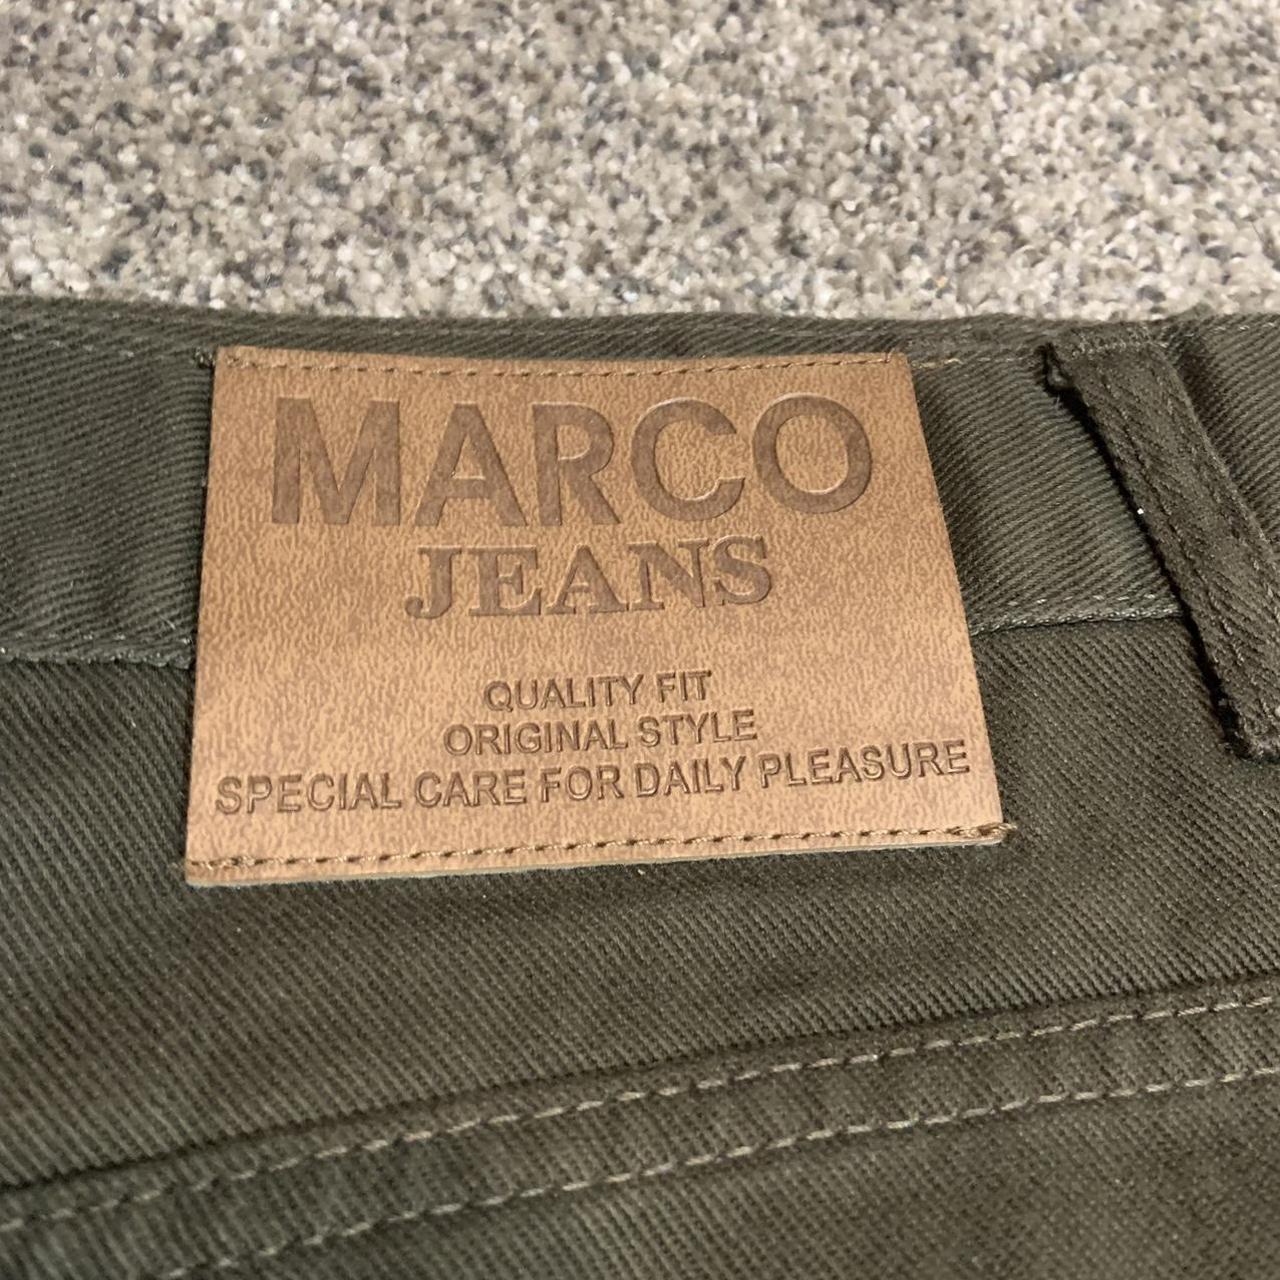 MARCO
JEANS
QUALITY FIT
ORIGINAL STYLE
SPECIAL CARE FOR DAILY PLEASURE